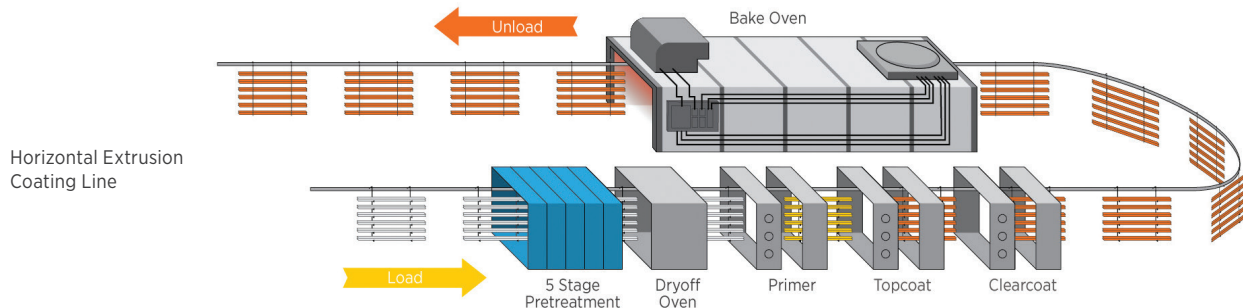 Bake Oven
Unload
Horizontal Extrusion
Coating Line
Load
5 Stage
Pretreatment
Dryoff
Oven
Primer
Topcoat
Clearcoat